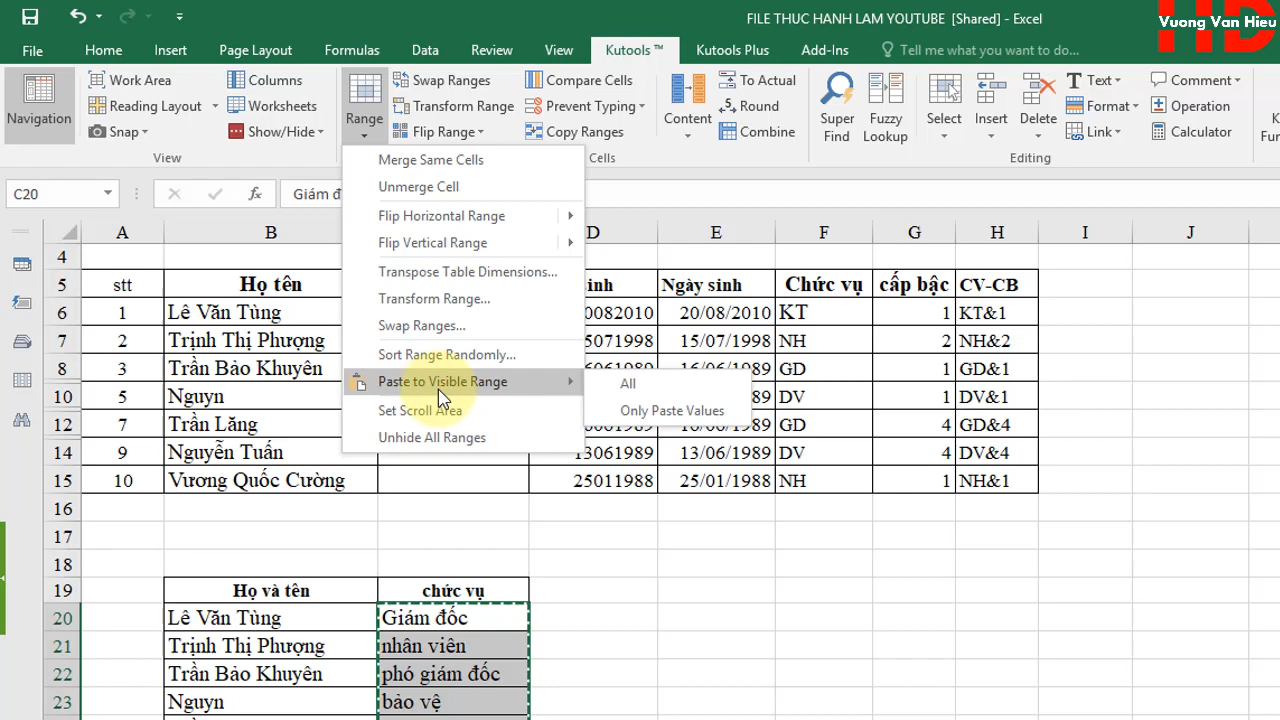 FILE THUC HANH LAM YOUTUBE [Shared] - Excel
HD
Vuong Van Hieu
File Home Insert Page Layout Formulas Data Review View Kutools ™ Kutools Plus Add-Ins Tell me what you want to do...
Navigation
Work Area
Reading Layout
Snap
Columns
Worksheets
Show/Hide
View
Range
Swap Ranges
Transform Range
Flip Range
Compare Cells
Prevent Typing
Copy Ranges
Cells
Content
To Actual
Round
Combine
Super Find
Fuzzy Lookup
Select
Insert
Delete
Text
Format
Link
Comment
Operation
Calculator
Editing
Merge Same Cells
Unmerge Cell
Flip Horizontal Range
Flip Vertical Range
Transpose Table Dimensions...
Transform Range...
Swap Ranges...
Sort Range Randomly...
Paste to Visible Range
Set Scroll Area
Unhide All Ranges
All
Only Paste Values
C20 fx Giám đ
A B D E F G H I J
4
5 stt Họ tên inh Ngày sinh Chức vụ cấp bậc CV-CB
6 1 Lê Văn Tùng 0082010 20/08/2010 KT 1 KT&1
7 2 Trịnh Thị Phượng 5071998 15/07/1998 NH 2 NH&2
8 3 Trần Bảo Khuyên GD 1 GD&1
10 5 Nguyn DV 1 DV&1
12 7 Trần Lăng GD 4 GD&4
14 9 Nguyễn Tuấn 13061989 13/06/1989 DV 4 DV&4
15 10 Vương Quốc Cường 25011988 25/01/1988 NH 1 NH&1
16
17
18
19 Họ và tên chức vụ
20 Lê Văn Tùng Giám đốc
21 Trịnh Thị Phượng nhân viên
22 Trần Bảo Khuyên phó giám đốc
23 Nguyn bảo vệ